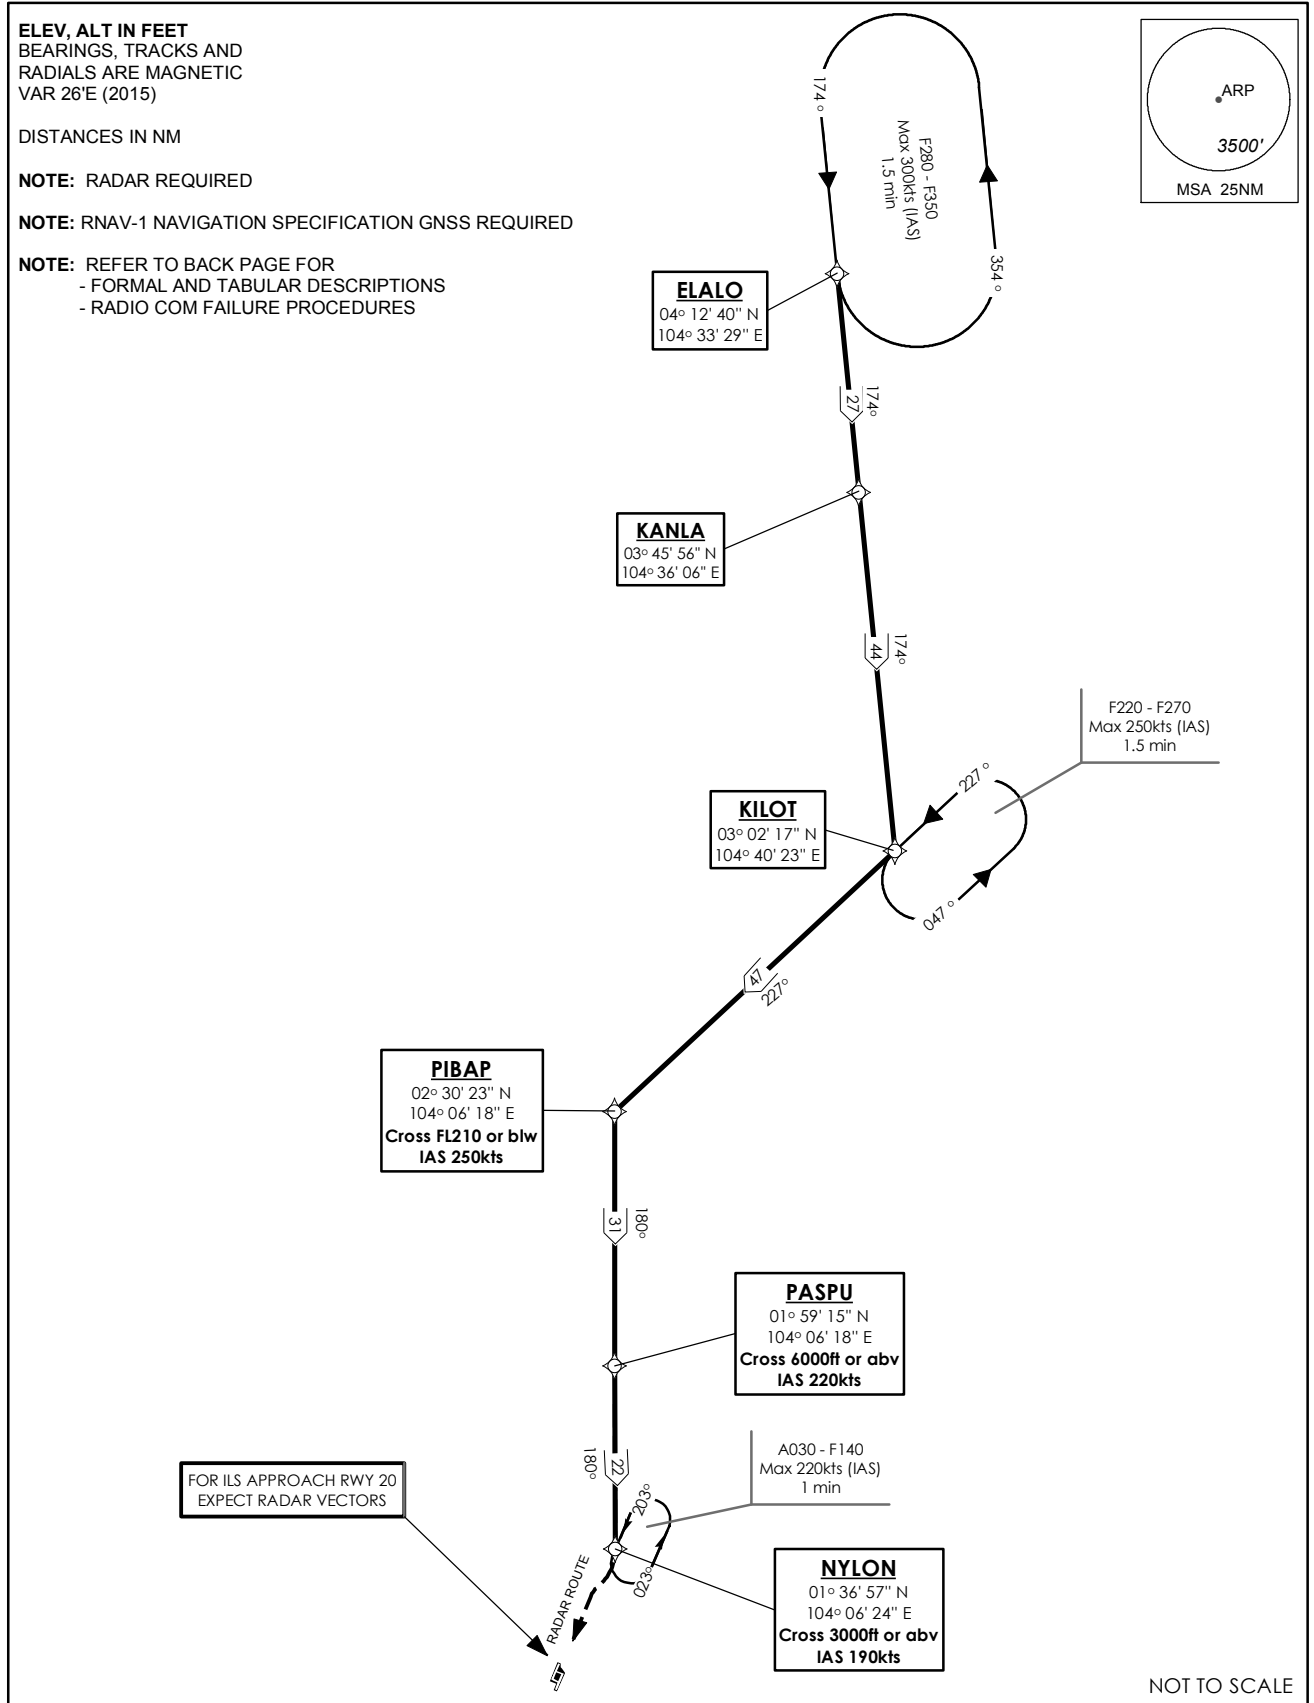 ELEV, ALT IN FEET
BEARINGS, TRACKS AND
RADIALS ARE MAGNETIC
VAR 26'E (2015)
DISTANCES IN NM
NOTE: RADAR REQUIRED
NOTE: RNAV-1 NAVIGATION SPECIFICATION GNSS REQUIRED
NOTE: REFER TO BACK PAGE FOR
- FORMAL AND TABULAR DESCRIPTIONS
- RADIO COM FAILURE PROCEDURES
ARP
3500'
MSA 25NM
174°
F280 - F350
Max 300kts (IAS)
1.5 min
354°
ELALO
04° 12' 40" N
104° 33' 29" E
174°
27
KANLA
03° 45' 56" N
104° 36' 06" E
174°
44
F220 - F270
Max 250kts (IAS)
1.5 min
227°
047°
KILOT
03° 02' 17" N
104° 40' 23" E
47
227°
PIBAP
02° 30' 23" N
104° 06' 18" E
Cross FL210 or blw
IAS 250kts
180°
31
PASPU
01° 59' 15" N
104° 06' 18" E
Cross 6000ft or abv
IAS 220kts
22
180°
A030 - F140
Max 220kts (IAS)
1 min
203°
023°
FOR ILS APPROACH RWY 20
EXPECT RADAR VECTORS
RADAR ROUTE
NYLON
01° 36' 57" N
104° 06' 24" E
Cross 3000ft or abv
IAS 190kts
NOT TO SCALE